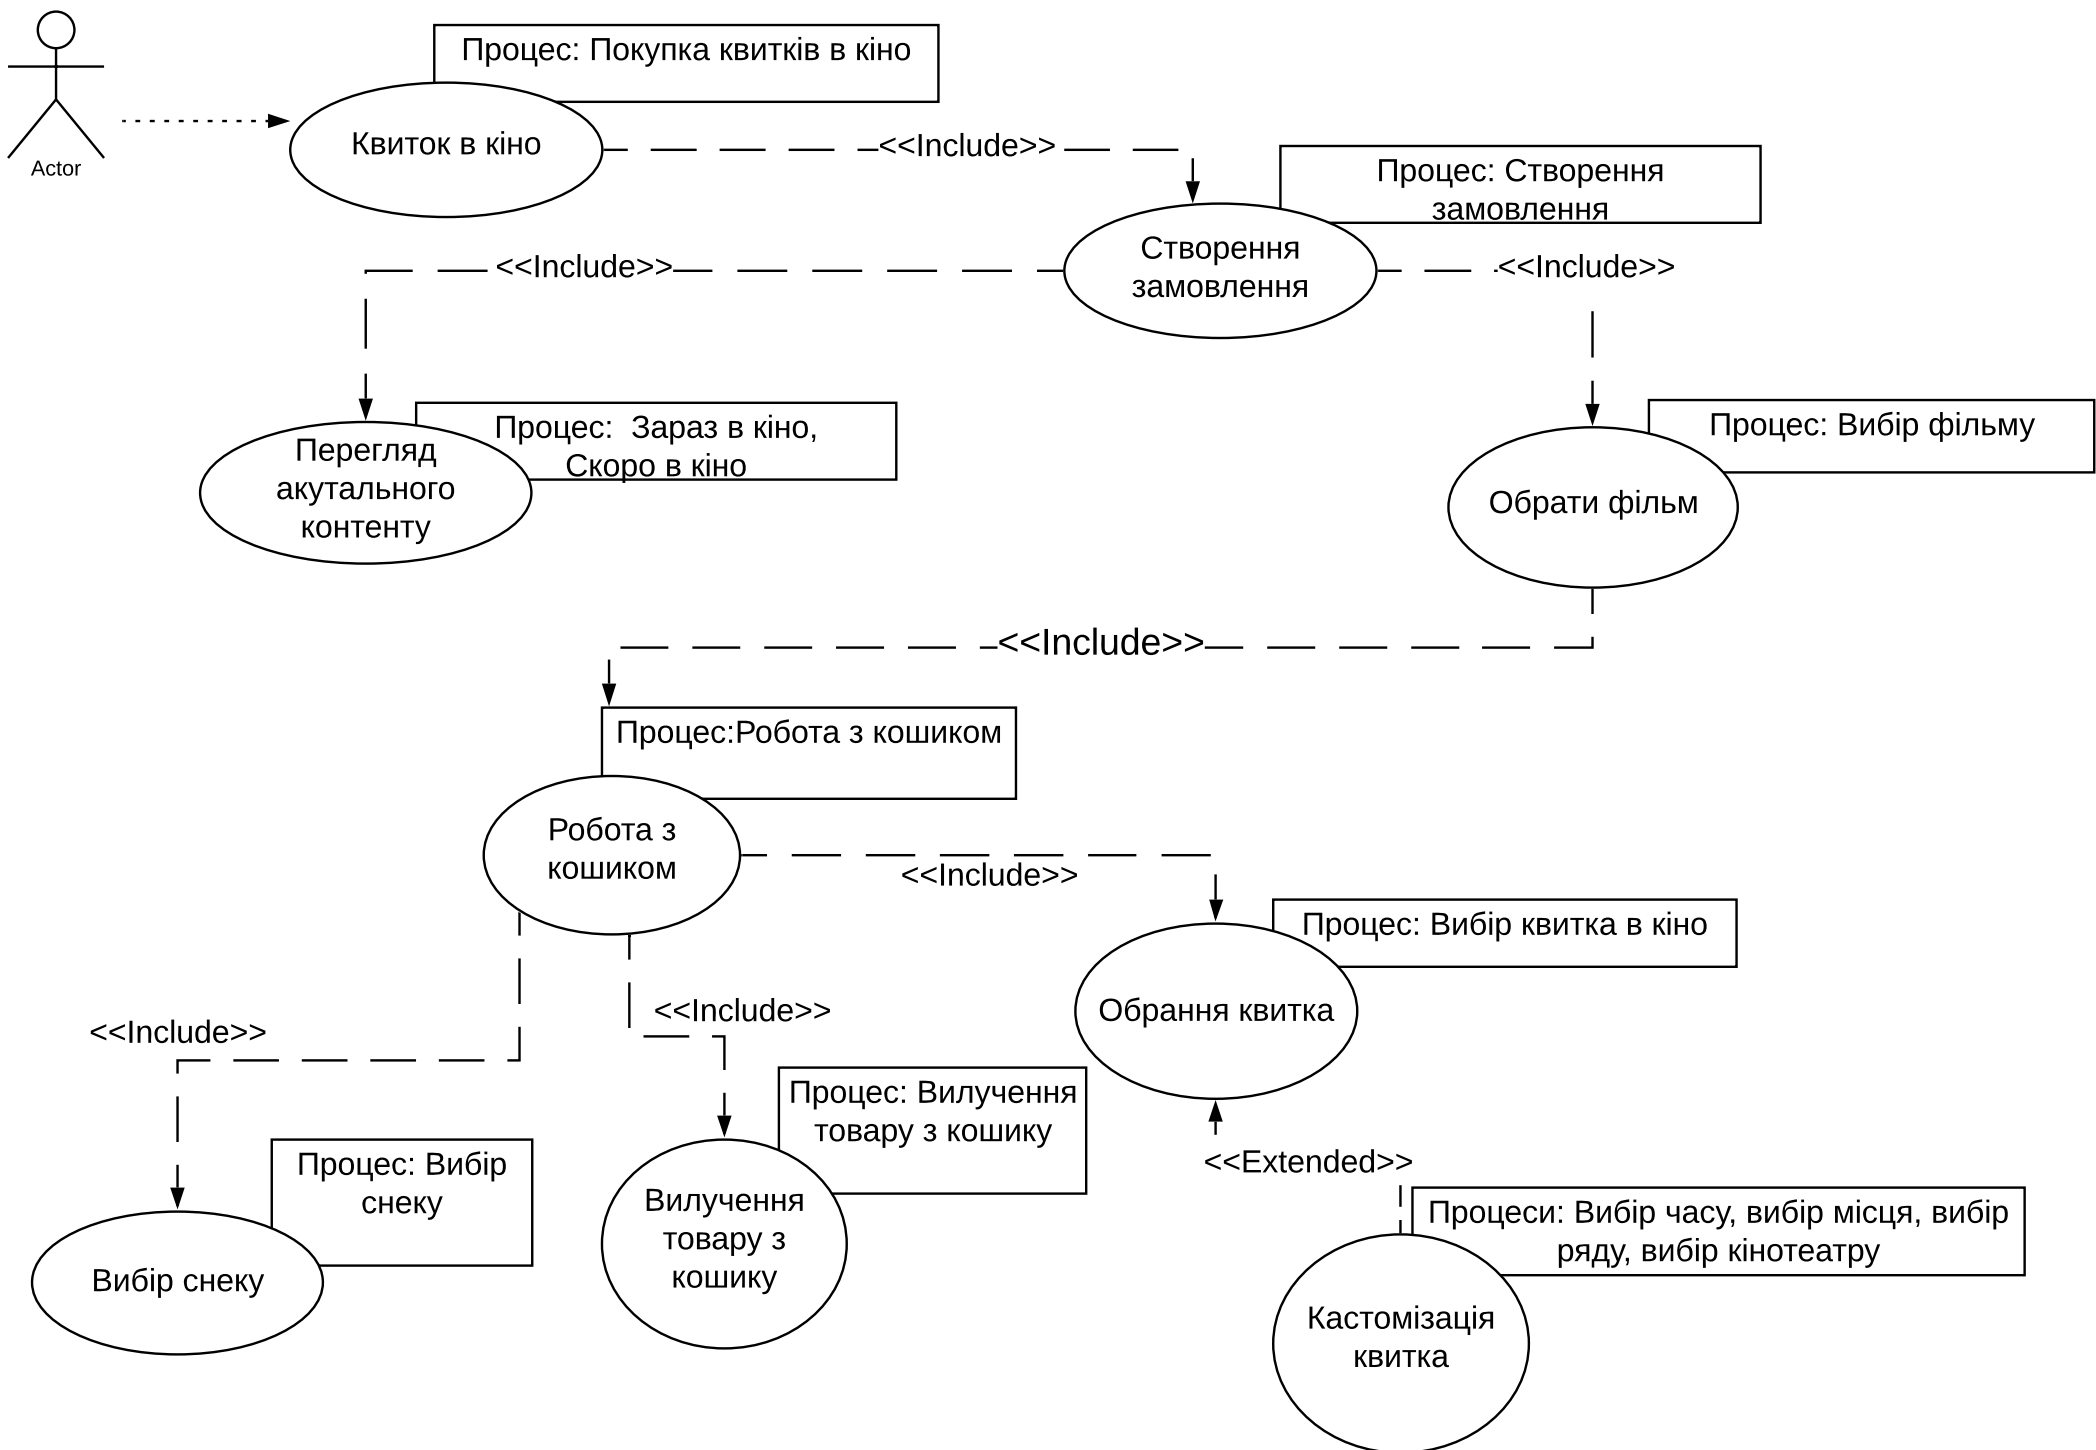 Процес: Покупка квитків в кіно
Квиток в кіно
<<Include>>
Actor
Процес: Створення
замовлення
Створення
замовлення
<<Include>>
<<Include>>
Процес:  Зараз в кіно,
Скоро в кіно
Перегляд
акутального
контенту
Процес: Вибір фільму
Обрати фільм
<<Include>>
Процес:Робота з кошиком
Робота з
кошиком
<<Include>>
Процес: Вибір квитка в кіно
Обрання квитка
<<Include>>
<<Include>>
Процес: Вилучення
товару з кошику
Процес: Вибір
снеку
<<Extended>>
Вилучення
товару з
кошику
Процеси: Вибір часу, вибір місця, вибір
ряду, вибір кінотеатру
Вибір снеку
Кастомізація
квитка